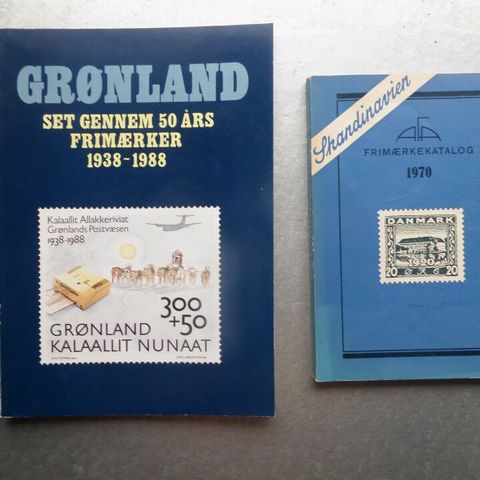 GRØNLAND
SET GENNEM 50 ÅRS
FRIMÆRKER
1938-1988
Kalaallit Allakkeriviat
Grønlands Postvæsen
1938-1988
300
+50
GRØNLAND
KALAALLIT NUNAAT
Skandinavien
AFA
FRIMÆRKEKATALOG
1970
DANMARK
1920
20 ØRE 20